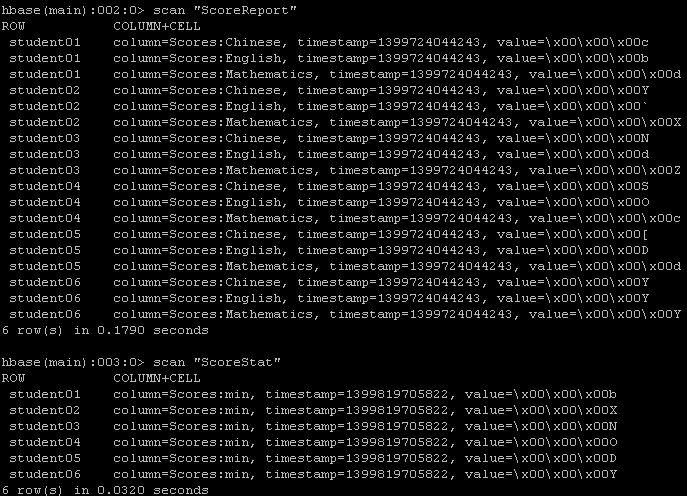 hbase(main):002:0> scan "ScoreReport"
ROW COLUMN+CELL
student01 column=Scores:Chinese, timestamp=1399724044243, value=\x00\x00\x00c
student01 column=Scores:English, timestamp=1399724044243, value=\x00\x00\x00b
student01 column=Scores:Mathematics, timestamp=1399724044243, value=\x00\x00\x00d
student02 column=Scores:Chinese, timestamp=1399724044243, value=\x00\x00\x00Y
student02 column=Scores:English, timestamp=1399724044243, value=\x00\x00\x00`
student02 column=Scores:Mathematics, timestamp=1399724044243, value=\x00\x00\x00X
student03 column=Scores:Chinese, timestamp=1399724044243, value=\x00\x00\x00N
student03 column=Scores:English, timestamp=1399724044243, value=\x00\x00\x00d
student03 column=Scores:Mathematics, timestamp=1399724044243, value=\x00\x00\x00Z
student04 column=Scores:Chinese, timestamp=1399724044243, value=\x00\x00\x00S
student04 column=Scores:English, timestamp=1399724044243, value=\x00\x00\x00O
student04 column=Scores:Mathematics, timestamp=1399724044243, value=\x00\x00\x00c
student05 column=Scores:Chinese, timestamp=1399724044243, value=\x00\x00\x00[
student05 column=Scores:English, timestamp=1399724044243, value=\x00\x00\x00D
student05 column=Scores:Mathematics, timestamp=1399724044243, value=\x00\x00\x00d
student06 column=Scores:Chinese, timestamp=1399724044243, value=\x00\x00\x00Y
student06 column=Scores:English, timestamp=1399724044243, value=\x00\x00\x00Y
student06 column=Scores:Mathematics, timestamp=1399724044243, value=\x00\x00\x00Y
6 row(s) in 0.1790 seconds
hbase(main):003:0> scan "ScoreStat"
ROW COLUMN+CELL
student01 column=Scores:min, timestamp=1399819705822, value=\x00\x00\x00b
student02 column=Scores:min, timestamp=1399819705822, value=\x00\x00\x00X
student03 column=Scores:min, timestamp=1399819705822, value=\x00\x00\x00N
student04 column=Scores:min, timestamp=1399819705822, value=\x00\x00\x00O
student05 column=Scores:min, timestamp=1399819705822, value=\x00\x00\x00D
student06 column=Scores:min, timestamp=1399819705822, value=\x00\x00\x00Y
6 row(s) in 0.0320 seconds